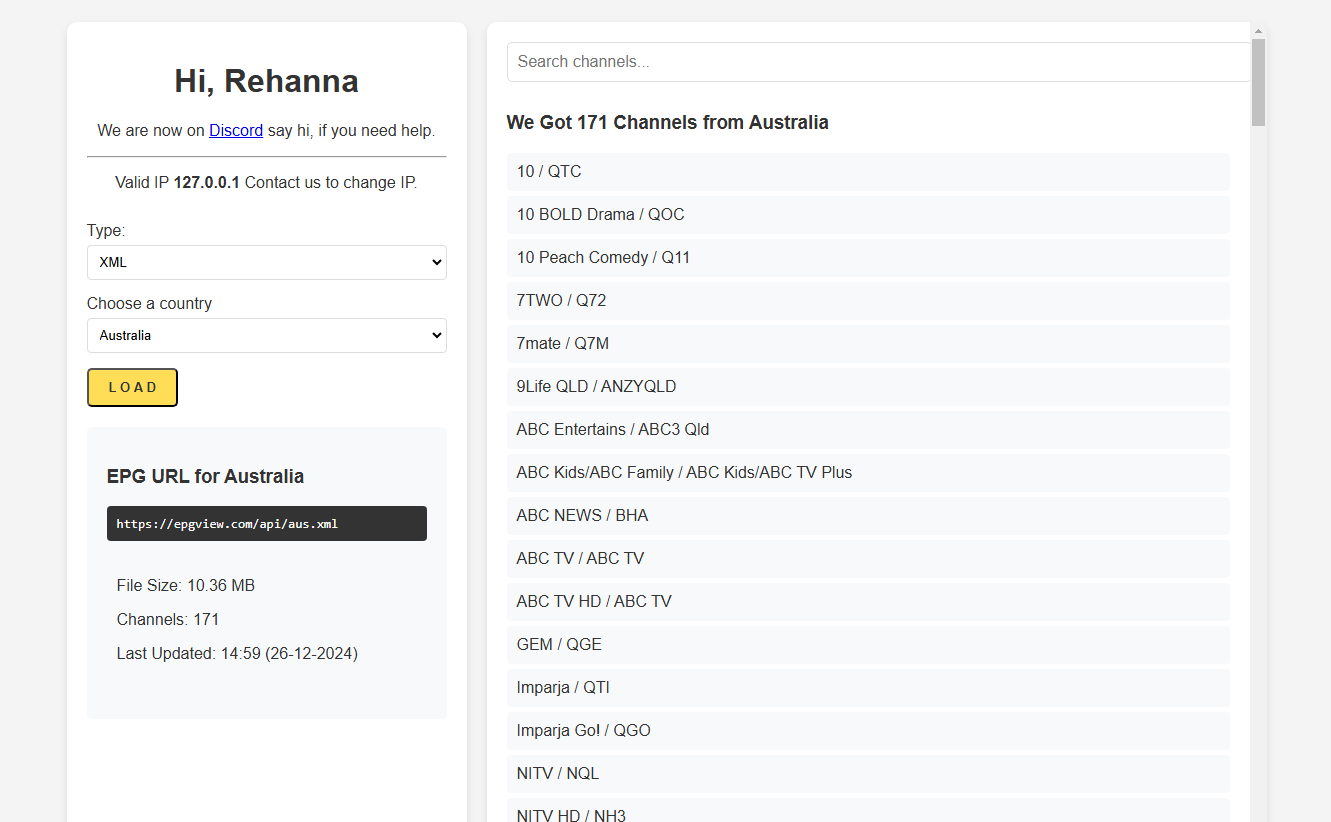 Hi, Rehanna
We are now on Discord say hi, if you need help.
Valid IP 127.0.0.1 Contact us to change IP.
Type:
XML
Choose a country
Australia
LOAD
EPG URL for Australia
https://epgview.com/api/aus.xml
File Size: 10.36 MB
Channels: 171
Last Updated: 14:59 (26-12-2024)
Search channels...
We Got 171 Channels from Australia
10 / QTC
10 BOLD Drama / QOC
10 Peach Comedy / Q11
7TWO / Q72
7mate / Q7M
9Life QLD / ANZYQLD
ABC Entertains / ABC3 Qld
ABC Kids/ABC Family / ABC Kids/ABC TV Plus
ABC NEWS / BHA
ABC TV / ABC TV
ABC TV HD / ABC TV
GEM / QGE
Imparja / QTI
Imparja Go! / QGO
NITV / NQL
NITV HD / NH3